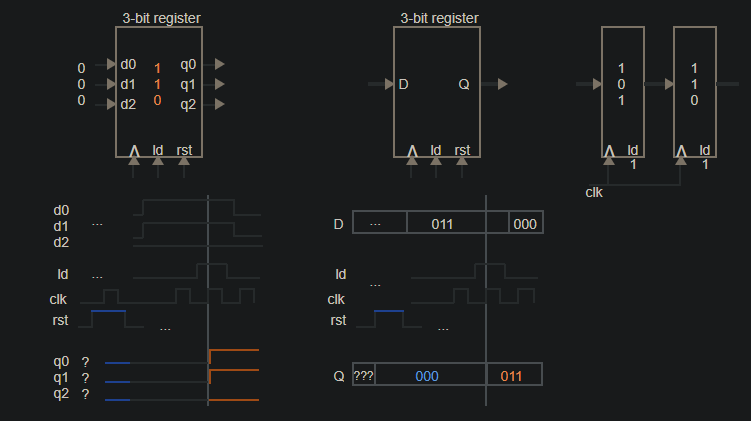 3-bit register 3-bit register
0 d0 1 q0 1 1
0 d1 1 q1 D Q 0 1
0 d2 0 q2 1 0
Λ ld rst Λ ld rst Λ ld Λ ld
1 1
clk
d0
d1 ... D ... 011 000
d2
ld ... ld ...
clk clk
rst ... rst ...
q0 ?
q1 ? Q ??? 000 011
q2 ?